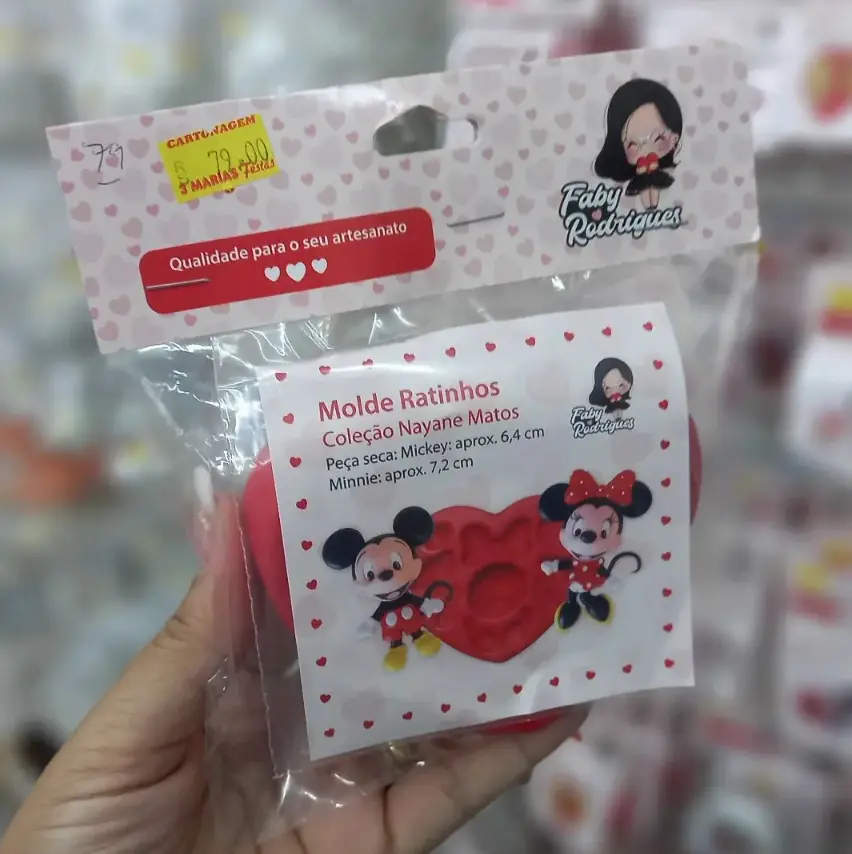 79
CARTONAGEM
R$ 79,00
3 MARIAS Festas
Faby
Rodrigues
Qualidade para o seu artesanato
Molde Ratinhos
Coleção Nayane Matos
Peça seca: Mickey: aprox. 6,4 cm
Minnie: aprox. 7,2 cm
Faby
Rodrigues